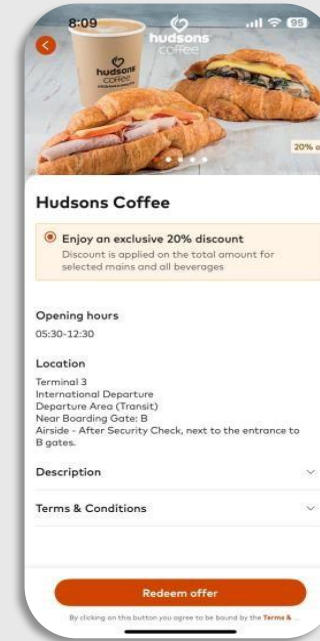 8:09
95
hudsons
coffee
hudsons
coffee
20% o
Hudsons Coffee
Enjoy an exclusive 20% discount
Discount is applied on the total amount for
selected mains and all beverages
Opening hours
05:30-12:30
Location
Terminal 3
International Departure
Departure Area (Transit)
Near Boarding Gate: B
Airside - After Security Check, next to the entrance to
B gates.
Description
Terms & Conditions
Redeem offer
By clicking on this button you agree to be bound by the Terms & ...